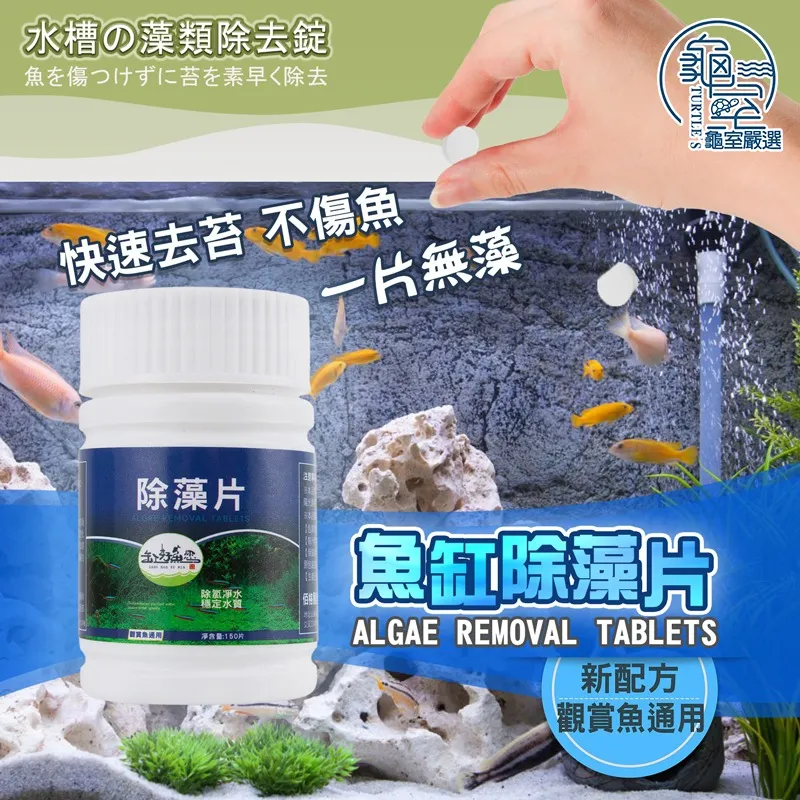 水槽の藻類除去錠
魚を傷つけずに苔を素早く除去
龜室
TURTLE'S
龜室嚴選
快速去苔 不傷魚
一片無藻
除藻片
ALGAE REMOVAL TABLETS
除氯淨水
穩定水質
觀賞魚通用
淨含量:150片
魚缸除藻片
ALGAE REMOVAL TABLETS
新配方
觀賞魚通用